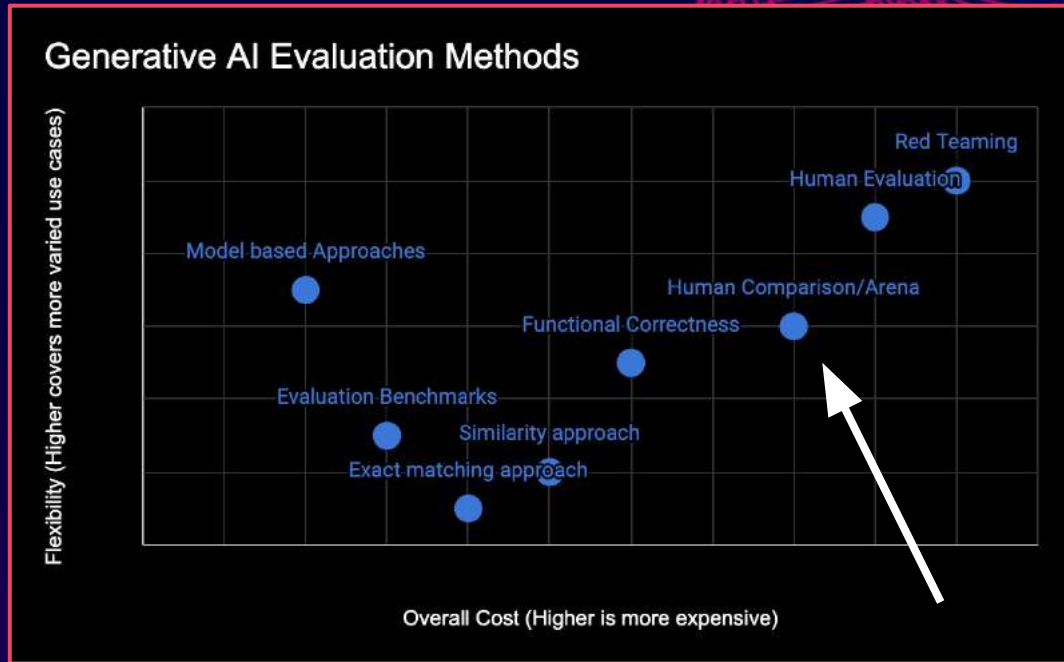 Generative AI Evaluation Methods
Flexibility (Higher covers more varied use cases)
Red Teaming
Human Evaluation
Model based Approaches
Human Comparison/Arena
Functional Correctness
Evaluation Benchmarks
Similarity approach
Exact matching approach
Overall Cost (Higher is more expensive)